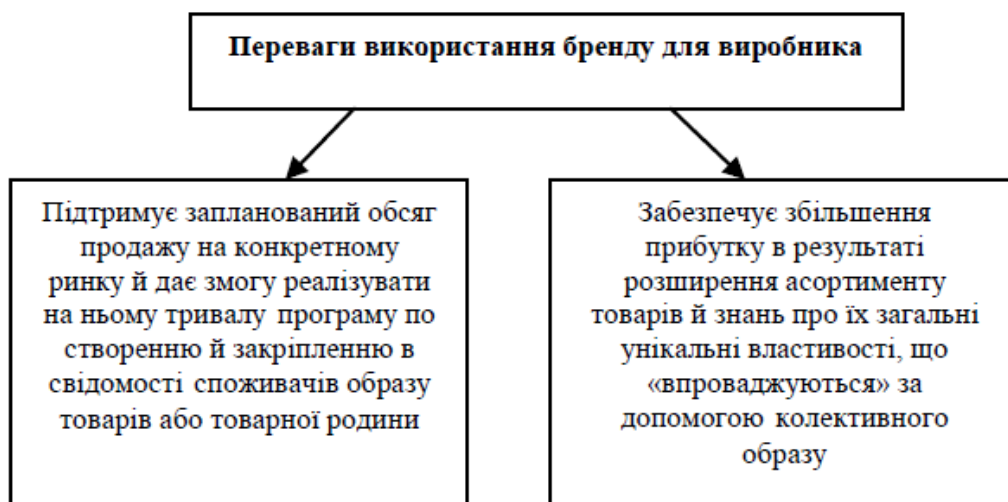 Переваги використання бренду для виробника
Підтримує запланований обсяг
продажу на конкретному
ринку й дає змогу реалізувати
на ньому тривалу програму по
створенню й закріпленню в
свідомості споживачів образу
товарів або товарної родини
Забезпечує збільшення
прибутку в результаті
розширення асортименту
товарів й знань про їх загальні
унікальні властивості, що
«впроваджуються» за
допомогою колективного
образу